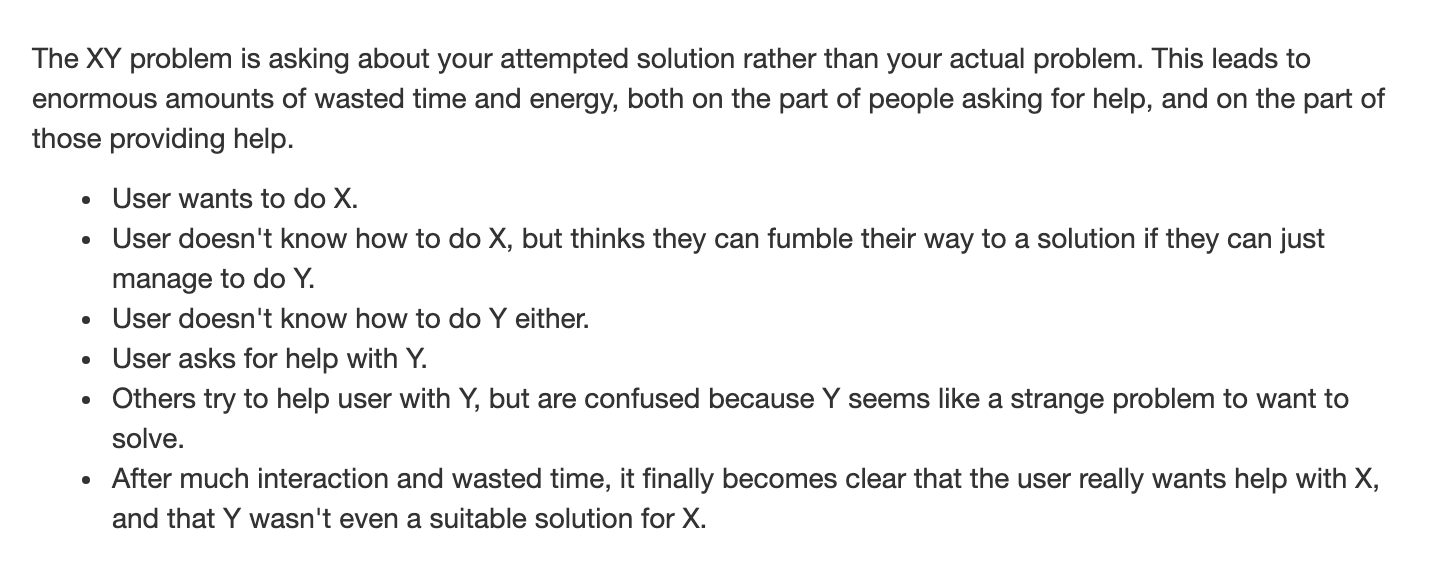 The XY problem is asking about your attempted solution rather than your actual problem. This leads to
enormous amounts of wasted time and energy, both on the part of people asking for help, and on the part of
those providing help.
• User wants to do X.
• User doesn't know how to do X, but thinks they can fumble their way to a solution if they can just
manage to do Y.
• User doesn't know how to do Y either.
• User asks for help with Y.
• Others try to help user with Y, but are confused because Y seems like a strange problem to want to
solve.
• After much interaction and wasted time, it finally becomes clear that the user really wants help with X,
and that Y wasn't even a suitable solution for X.